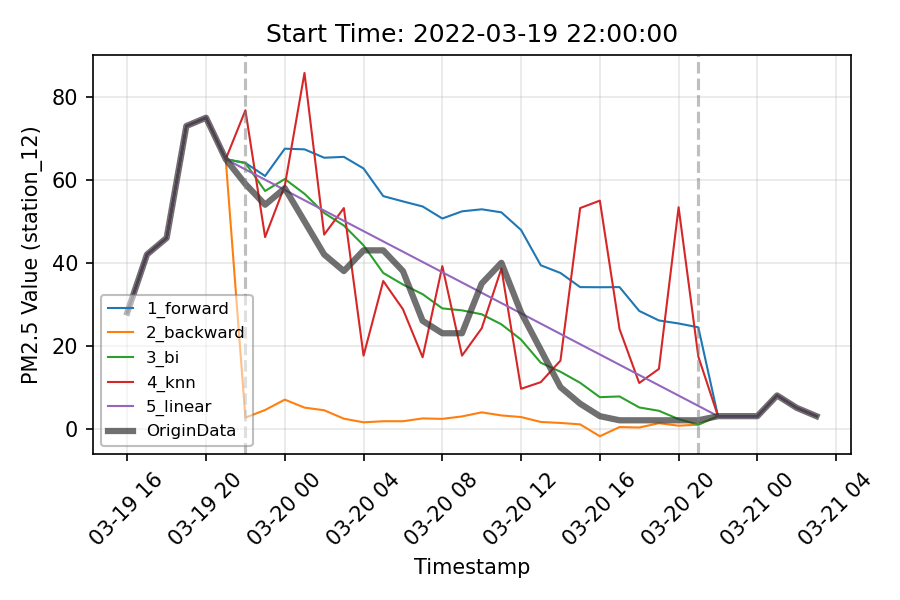 Start Time: 2022-03-19 22:00:00
PM2.5 Value (station_12)
80
60
40
20
0
1_forward
2_backward
3_bi
4_knn
5_linear
OriginData
03-19 16
03-19 20
03-20 00
03-20 04
03-20 08
03-20 12
03-20 16
03-20 20
03-21 00
03-21 04
Timestamp